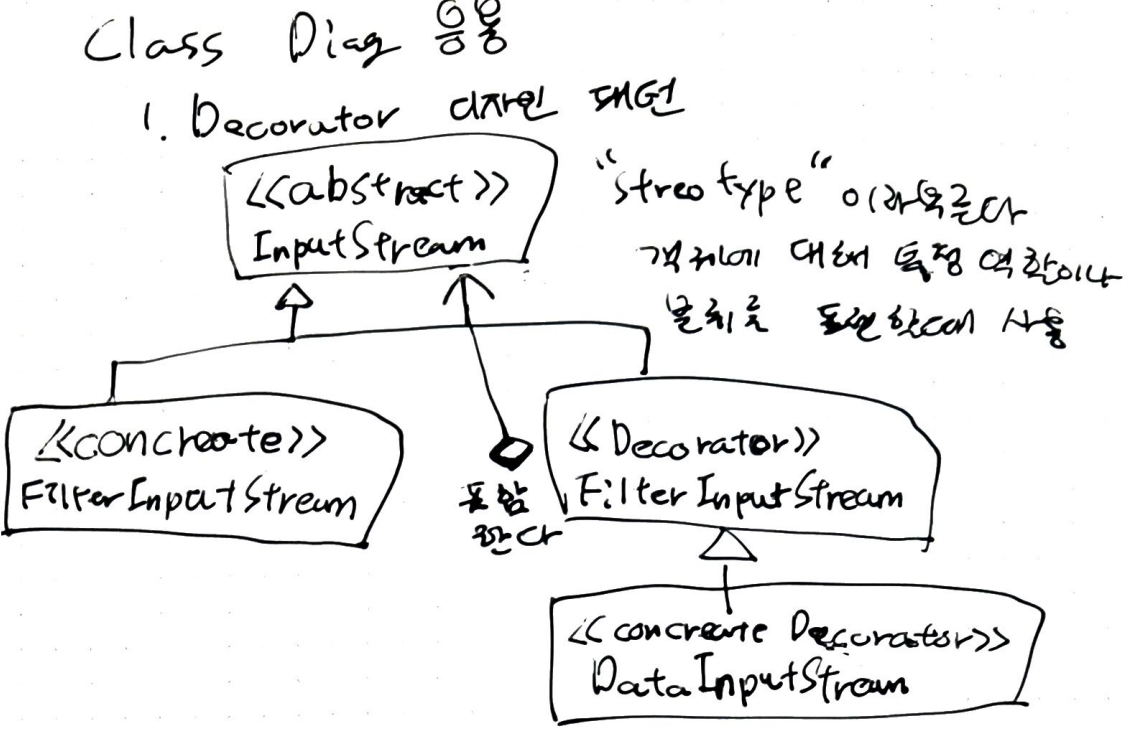 Class Diag 응용
1. Decorator 디자인 패턴
<<abstract>>
InputStream
"streo type" 이라 부른다
객체에 대해 특정 역할이나
분류를 표현할때 사용
<<concreate>>
FilterInputStream
포함
한다
<<Decorator>>
FilterInputStream
<<concreate Decorator>>
DataInputStream